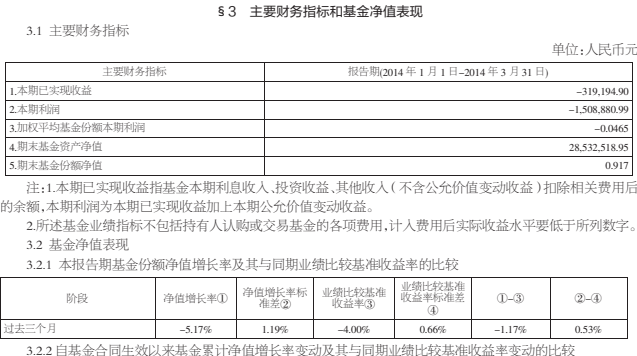 §3 主要财务指标和基金净值表现
3.1 主要财务指标
单位:人民币元
主要财务指标 报告期(2014 年 1 月 1 日-2014 年 3 月 31 日)
1.本期已实现收益 -319,194.90
2.本期利润 -1,508,880.99
3.加权平均基金份额本期利润 -0.0465
4.期末基金资产净值 28,532,518.95
5.期末基金份额净值 0.917
注:1.本期已实现收益指基金本期利息收入、投资收益、其他收入(不含公允价值变动收益)扣除相关费用后
的余额,本期利润为本期已实现收益加上本期公允价值变动收益。
2.所述基金业绩指标不包括持有人认购或交易基金的各项费用,计入费用后实际收益水平要低于所列数字。
3.2 基金净值表现
3.2.1 本报告期基金份额净值增长率及其与同期业绩比较基准收益率的比较
阶段 净值增长率① 净值增长率标准差② 业绩比较基准收益率③ 业绩比较基准收益率标准差④ ①-③ ②-④
过去三个月 -5.17% 1.19% -4.00% 0.66% -1.17% 0.53%
3.2.2 自基金合同生效以来基金累计净值增长率变动及其与同期业绩比较基准收益率变动的比较